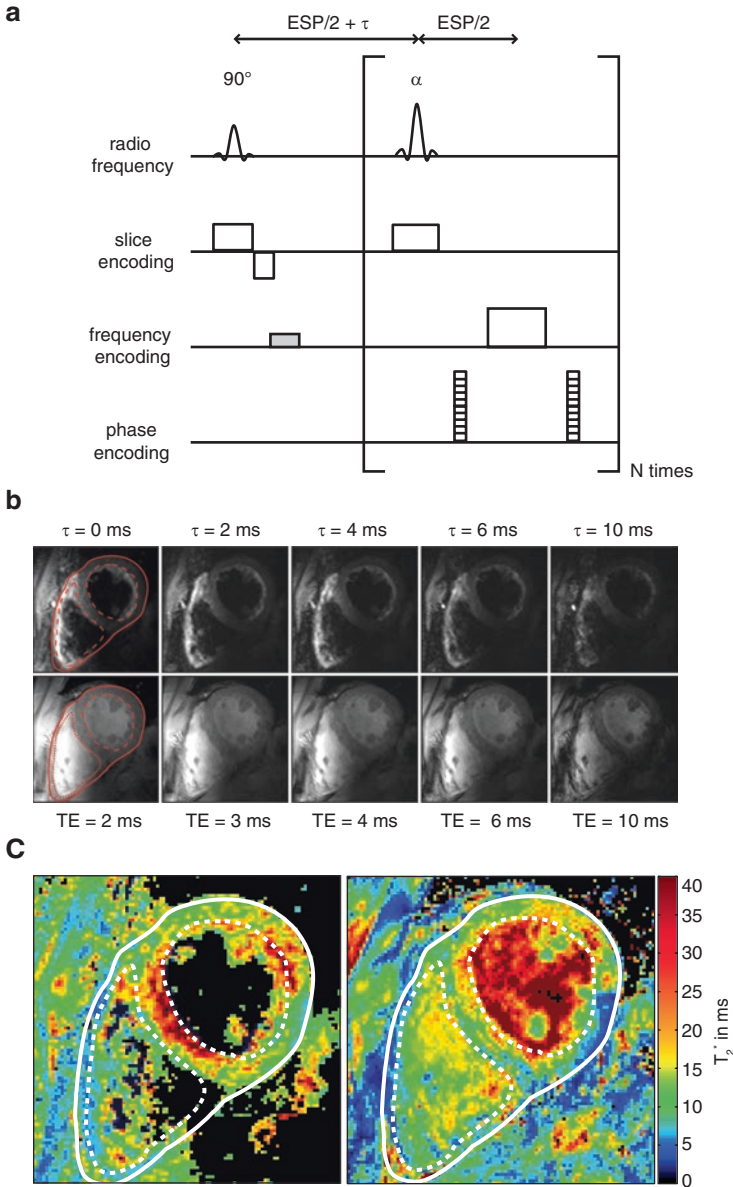 a
ESP/2 + τ
ESP/2
90°
α
radio
frequency
slice
encoding
frequency
encoding
phase
encoding
N times
b
τ = 0 ms
τ = 2 ms
τ = 4 ms
τ = 6 ms
τ = 10 ms
TE = 2 ms
TE = 3 ms
TE = 4 ms
TE = 6 ms
TE = 10 ms
C
40
35
30
25
20
15
10
5
0
T2* in ms